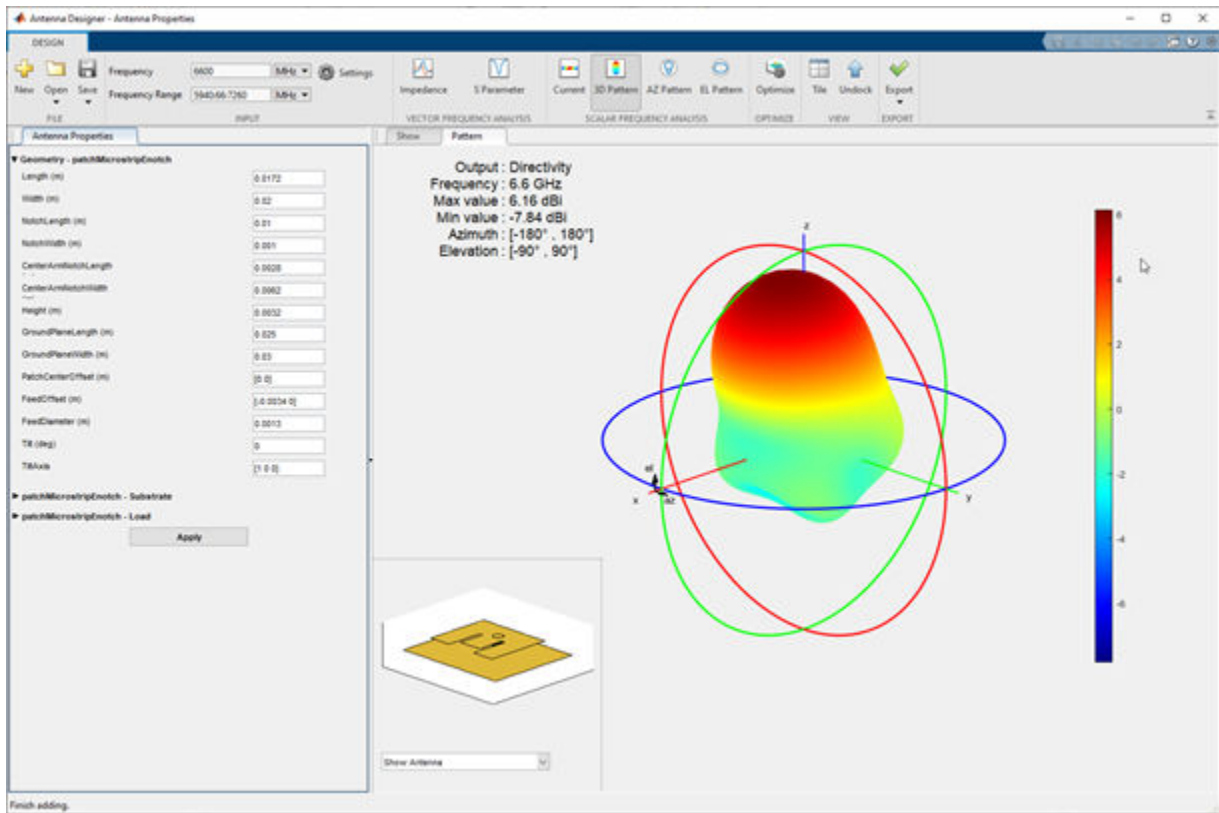 Antenna Designer - Antenna Properties
DESIGN
New
Open
Save
Frequency
6600
MHz
Settings
Frequency Range
5940:66:7260
MHz
Impedance
S Parameter
Current
3D Pattern
AZ Pattern
EL Pattern
Optimize
Tile
Undock
Export
FILE
INPUT
VECTOR FREQUENCY ANALYSIS
SCALAR FREQUENCY ANALYSIS
OPTIMIZE
VIEW
EXPORT
Antenna Properties
Geometry - patchMicrostripEnotch
Length (m)
0.0172
Width (m)
0.02
NotchLength (m)
0.01
NotchWidth (m)
0.001
CenterArmNotchLength
0.0028
CenterArmNotchWidth
0.0062
Height (m)
0.0032
GroundPlaneLength (m)
0.025
GroundPlaneWidth (m)
0.03
PatchCenterOffset (m)
[0 0]
FeedOffset (m)
[-0.0034 0]
FeedDiameter (m)
0.0013
Tilt (deg)
0
TiltAxis
[1 0 0]
patchMicrostripEnotch - Substrate
patchMicrostripEnotch - Load
Apply
Show
Pattern
Output : Directivity
Frequency : 6.6 GHz
Max value : 6.16 dBi
Min value : -7.84 dBi
Azimuth : [-180° , 180°]
Elevation : [-90° , 90°]
z
el
az
x
y
6
4
2
0
-2
-4
-6
Show Antenna
Finish adding.